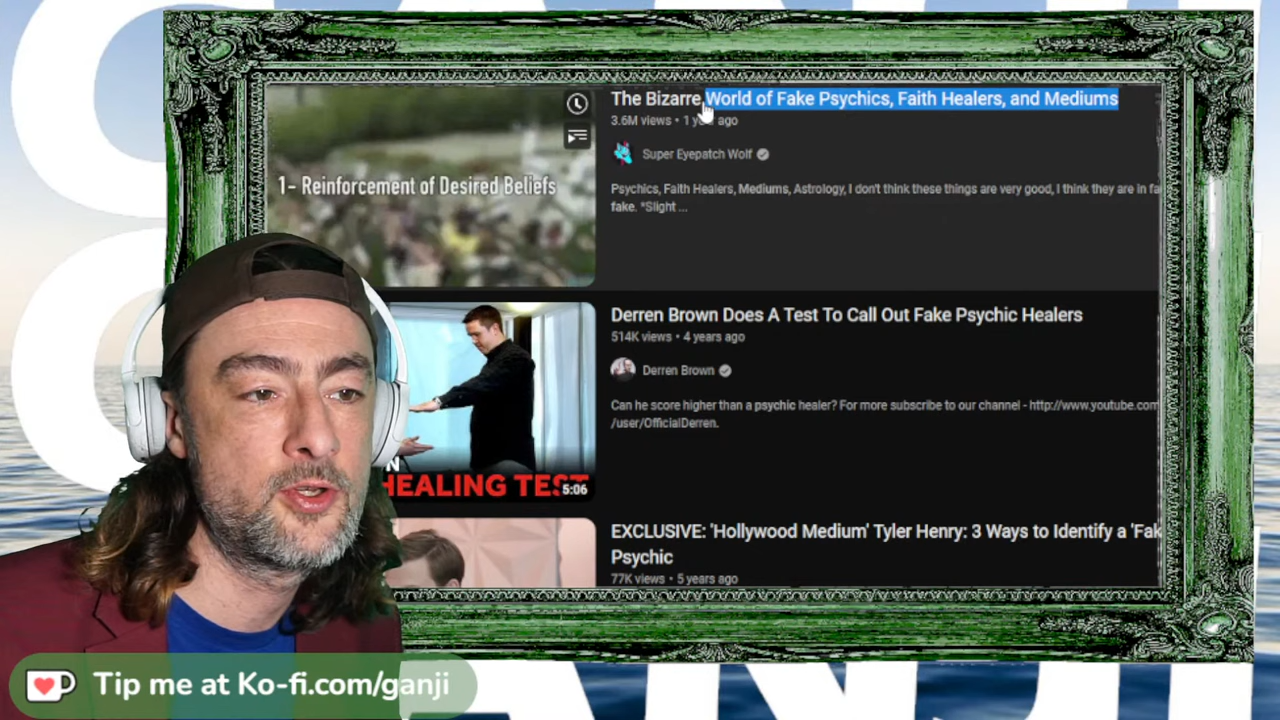 The Bizarre World of Fake Psychics, Faith Healers, and Mediums
3.6M views • 1 ago
Super Eyepatch Wolf
1- Reinforcement of Desired Beliefs
Psychics, Faith Healers, Mediums, Astrology, I don't think these things are very good, I think they are in fa
fake. *Slight ...
Derren Brown Does A Test To Call Out Fake Psychic Healers
514K views • 4 years ago
Derren Brown
Can he score higher than a psychic healer? For more subscribe to our channel - http://www.youtube.com
/user/OfficialDerren.
N
HEALING TEST
5:06
EXCLUSIVE: 'Hollywood Medium' Tyler Henry: 3 Ways to Identify a 'Fak
Psychic
77K views • 5 years ago
Tip me at Ko-fi.com/ganji